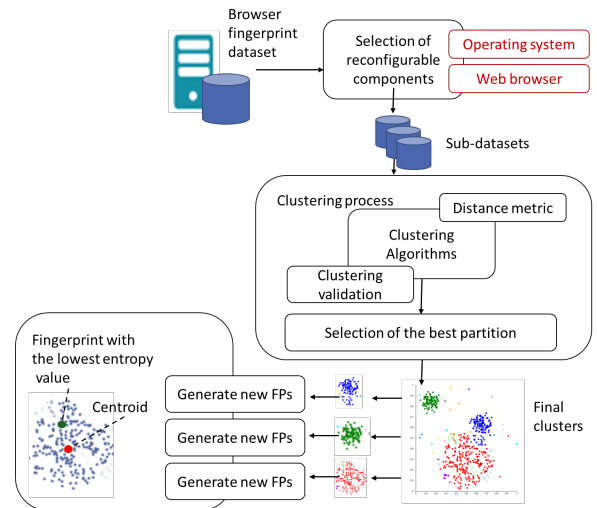 Browser
fingerprint
dataset
Selection of
reconfigurable
components
Operating system
Web browser
Sub-datasets
Clustering process
Distance metric
Clustering
Algorithms
Clustering
validation
Selection of the best partition
Fingerprint with
the lowest entropy
value
Centroid
Generate new FPs
Generate new FPs
Generate new FPs
Final
clusters